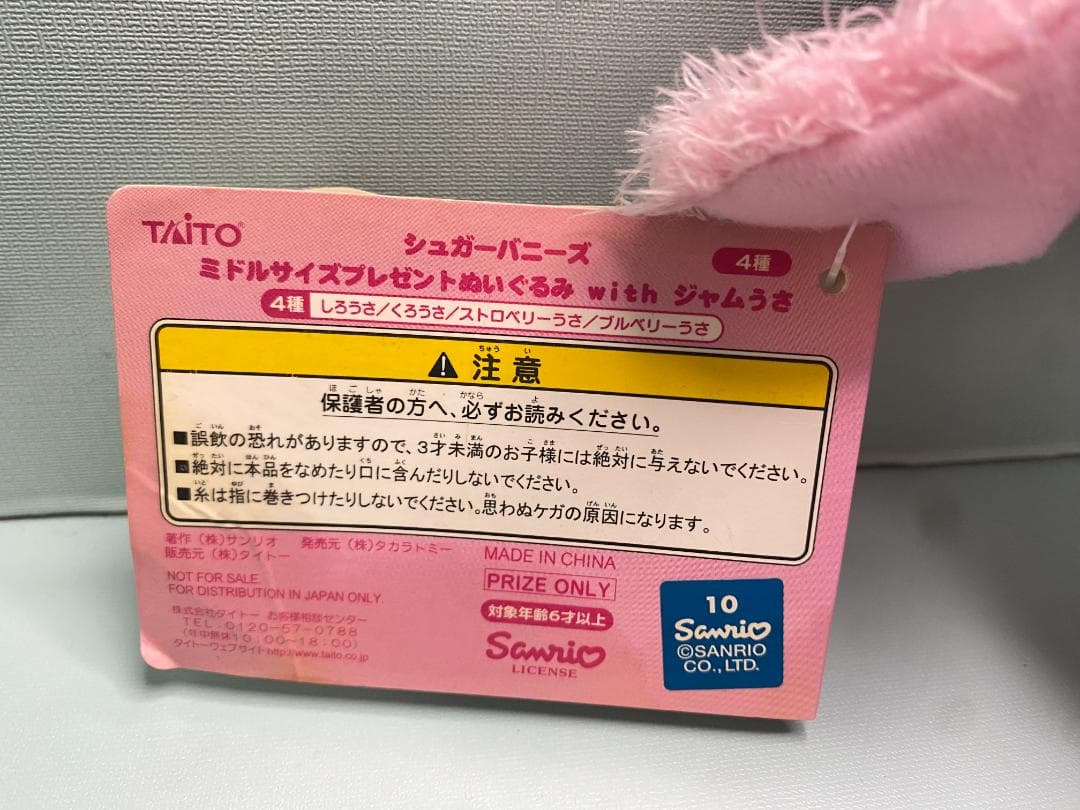 TAITO
シュガーバニーズ
4種
ミドルサイズプレゼントぬいぐるみ with ジャムうさ
4種 しろうさ/くろうさ/ストロベリーうさ/ブルベリーうさ
注意
保護者の方へ、必ずお読みください。
■誤飲の恐れがありますので、3才未満のお子様には絶対に与えないでください。
■絶対に本品をなめたり口に含んだりしないでください。
■糸は指に巻きつけたりしないでください。思わぬケガの原因になります。
著作 (株)サンリオ 発売元 (株)タカラトミー
販売元 (株)タイトー
NOT FOR SALE.
FOR DISTRIBUTION IN JAPAN ONLY.
株式会社タイトー お客様相談センター
TEL.0120-57-0788
(年中無休10:00~18:00)
タイトーウェブサイトhttp://www.taito.co.jp
MADE IN CHINA
PRIZE ONLY
対象年齢6才以上
Sanrio
LICENSE
10
Sanrio
©SANRIO
CO., LTD.